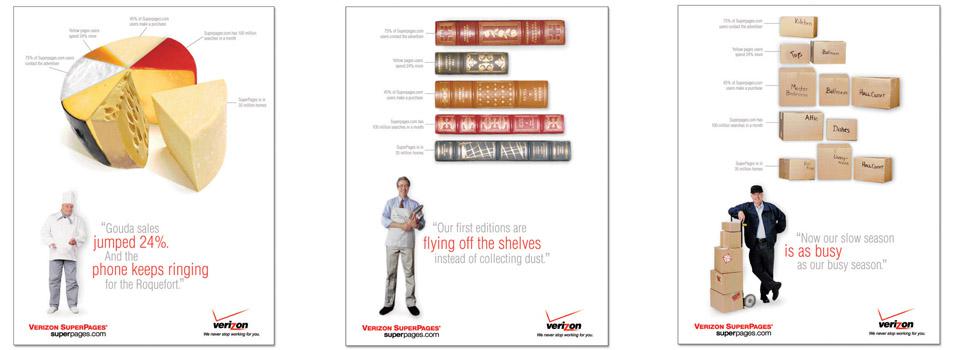 45% of Superpages.com
users make a purchase
Yellow pages users
spend 24% more
Superpages.com has 100 million
searches in a month
75% of Superpages.com users
contact the advertiser
SuperPages is in
35 million homes
"Gouda sales
jumped 24%.
And the
phone keeps ringing
for the Roquefort."
VERIZON SUPERPAGES®
superpages.com
verizon
We never stop working for you.
75% of Superpages.com
users contact the advertiser
Yellow pages users
spend 24% more
45% of Superpages.com
users make a purchase
Superpages.com has
100 million searches in a month
SuperPages is in
35 million homes
"Our first editions are
flying off the shelves
instead of collecting dust."
VERIZON SUPERPAGES®
superpages.com
verizon
We never stop working for you.
75% of Superpages.com
users contact the advertiser
Kitchen
Yellow pages users
spend 24% more
Toys
Bathroom
45% of Superpages.com
users make a purchase
Master
Bedroom
Bathroom
HALL CLOSET
Superpages.com has
100 million searches in a month
Attic
Dishes
SuperPages is in
35 million homes
HALL CLOSET
"Now our slow season
is as busy
as our busy season."
VERIZON SUPERPAGES®
superpages.com
verizon
We never stop working for you.